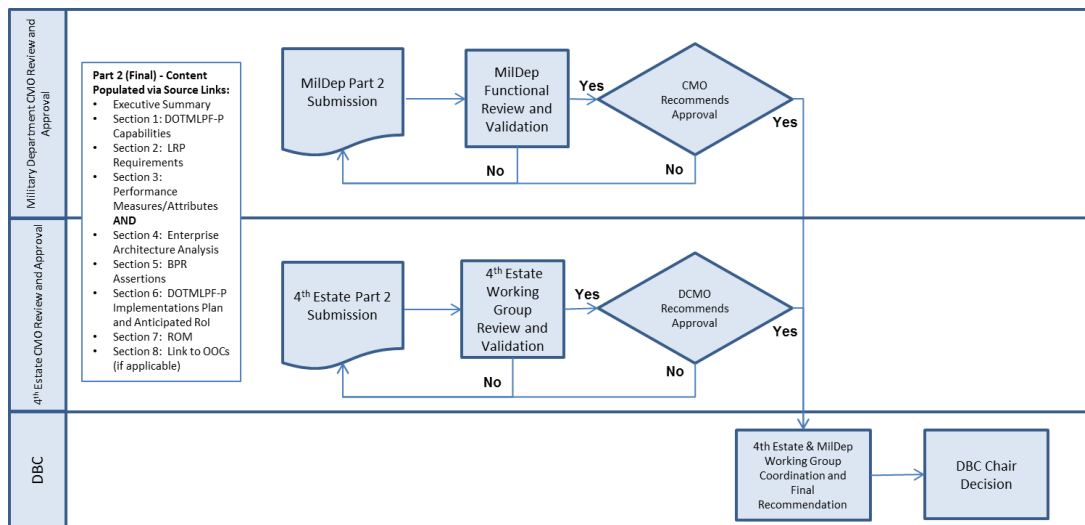 Military Department CMO Review and
Approval
Part 2 (Final) - Content
Populated via Source Links:
• Executive Summary
• Section 1: DOTMLPF-P
Capabilities
• Section 2: LRP
Requirements
• Section 3:
Performance
Measures/Attributes
AND
• Section 4: Enterprise
Architecture Analysis
• Section 5: BPR
Assertions
• Section 6: DOTMLPF-P
Implementations Plan
and Anticipated RoI
• Section 7: ROM
• Section 8: Link to OOCs
(if applicable)
MilDep Part 2
Submission
MilDep
Functional
Review and
Validation
Yes
CMO
Recommends
Approval
Yes
No
No
4th Estate CMO Review and Approval
4th Estate Part 2
Submission
4th Estate
Working
Group
Review and
Validation
Yes
DCMO
Recommends
Approval
Yes
No
No
DBC
4th Estate & MilDep
Working Group
Coordination and
Final
Recommendation
DBC Chair
Decision